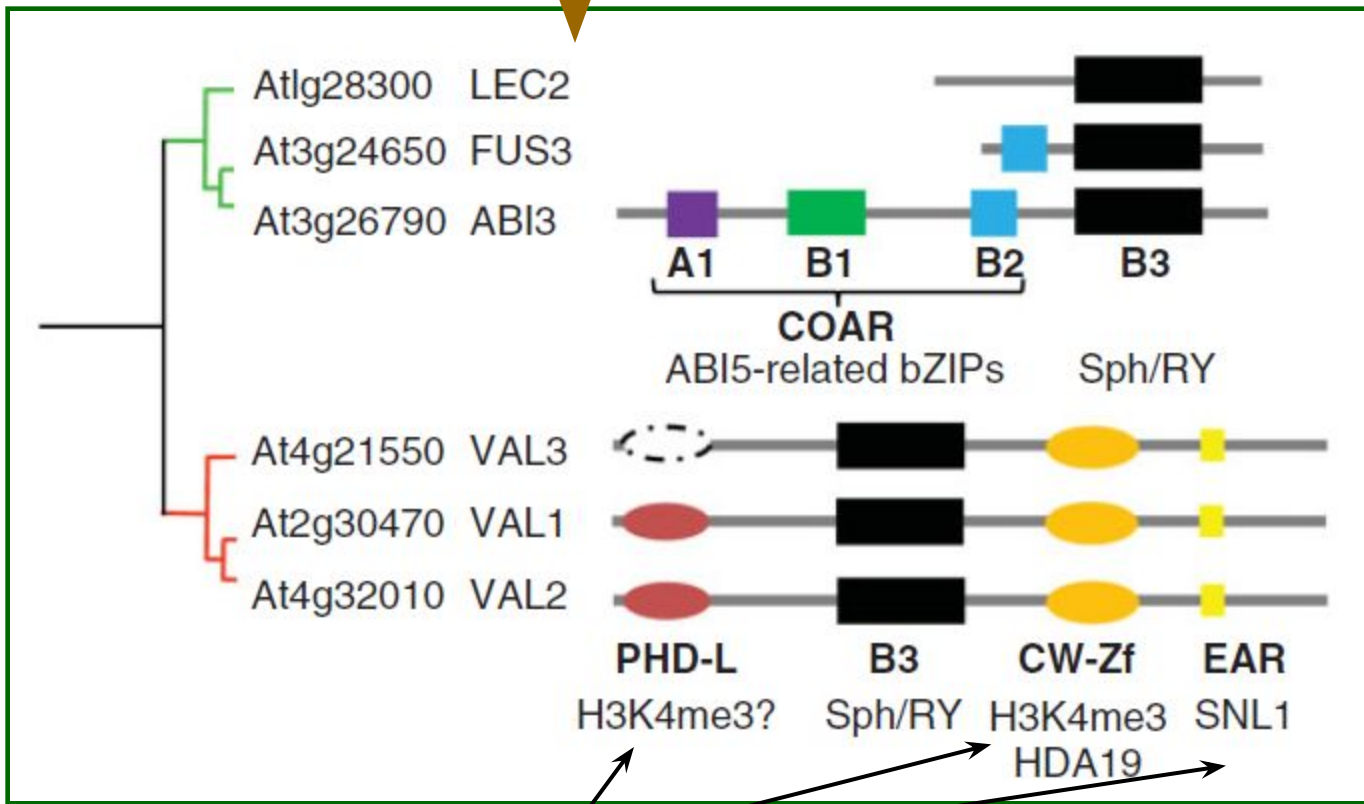 AtIg28300 LEC2
At3g24650 FUS3
At3g26790 ABI3
A1 B1 B2 B3
COAR
ABI5-related bZIPs Sph/RY
At4g21550 VAL3
At2g30470 VAL1
At4g32010 VAL2
PHD-L B3 CW-Zf EAR
H3K4me3? Sph/RY H3K4me3 SNL1
HDA19